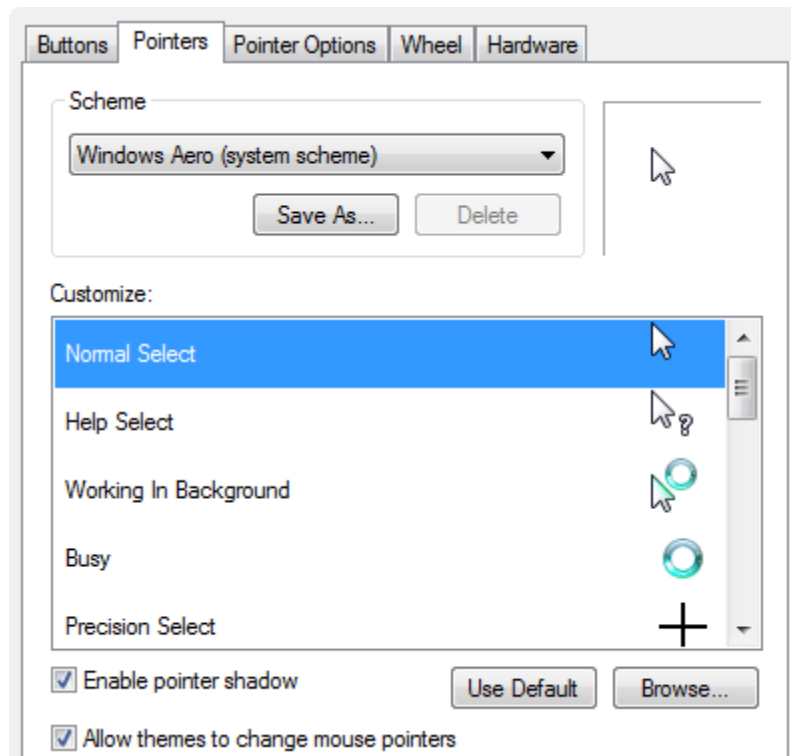 Buttons Pointers Pointer Options Wheel Hardware
Scheme
Windows Aero (system scheme)
Save As... Delete
Customize:
Normal Select
Help Select
Working In Background
Busy
Precision Select
Enable pointer shadow Use Default Browse...
Allow themes to change mouse pointers